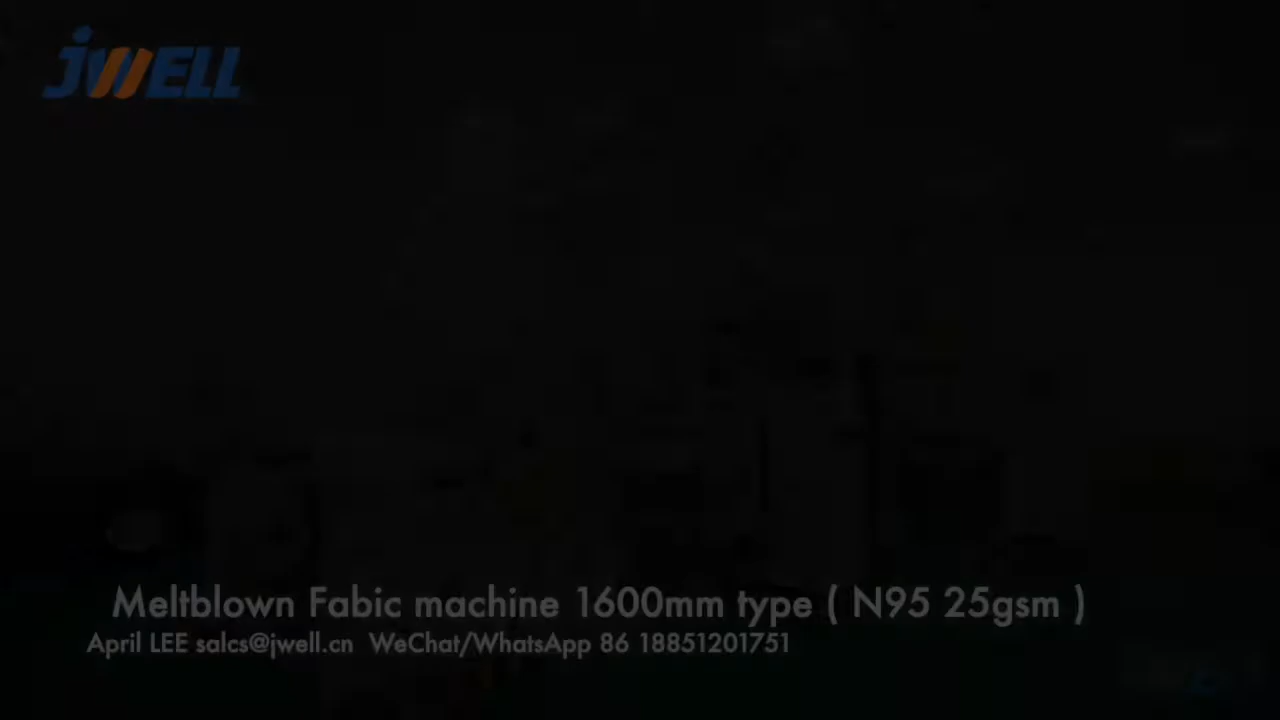 JWELL
Meltblown Fabic machine 1600mm type ( N95 25gsm )
April LEE salcs@jwell.cn WeChat/WhatsApp 86 18851201751